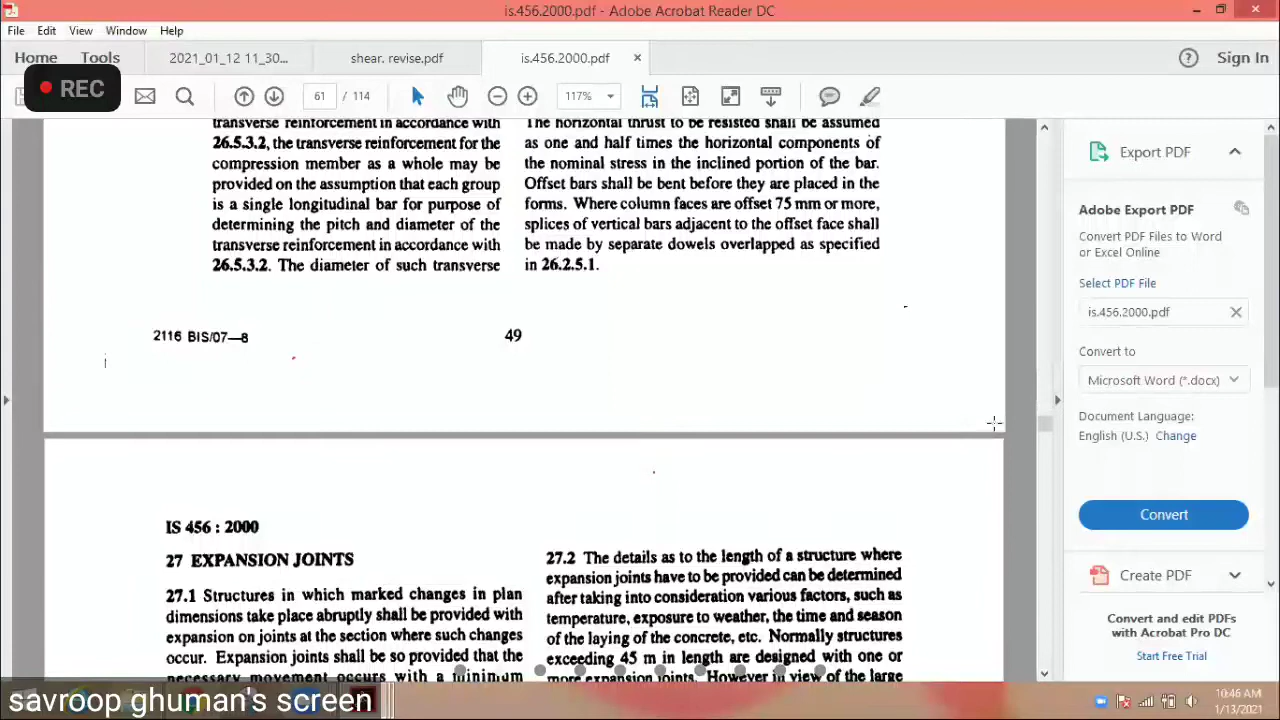 is.456.2000.pdf - Adobe Acrobat Reader DC
File Edit View Window Help
Home Tools 2021_01_12 11_30... shear. revise.pdf is.456.2000.pdf × Sign In
REC
61 / 114 117%
transverse reinforcement in accordance with
26.5.3.2, the transverse reinforcement for the
compression member as a whole may be
provided on the assumption that each group
is a single longitudinal bar for purpose of
determining the pitch and diameter of the
transverse reinforcement in accordance with
26.5.3.2. The diameter of such transverse
The horizontal thrust to be resisted shall be assumed
as one and half times the horizontal components of
the nominal stress in the inclined portion of the bar.
Offset bars shall be bent before they are placed in the
forms. Where column faces are offset 75 mm or more,
splices of vertical bars adjacent to the offset face shall
be made by separate dowels overlapped as specified
in 26.2.5.1.
2116 BIS/07—8
49
IS 456 : 2000
27 EXPANSION JOINTS
27.1 Structures in which marked changes in plan
dimensions take place abruptly shall be provided with
expansion on joints at the section where such changes
occur. Expansion joints shall be so provided that the
necessary movement occurs with a minimum
27.2 The details as to the length of a structure where
expansion joints have to be provided can be determined
after taking into consideration various factors, such as
temperature, exposure to weather, the time and season
of the laying of the concrete, etc. Normally structures
exceeding 45 m in length are designed with one or
more expansion joints. However in view of the large
Export PDF
Adobe Export PDF
Convert PDF Files to Word
or Excel Online
Select PDF File
is.456.2000.pdf
Convert to
Microsoft Word (*.docx)
Document Language:
English (U.S.) Change
Convert
Create PDF
Convert and edit PDFs
with Acrobat Pro DC
Start Free Trial
savroop ghuman's screen
10:46 AM
1/13/2021